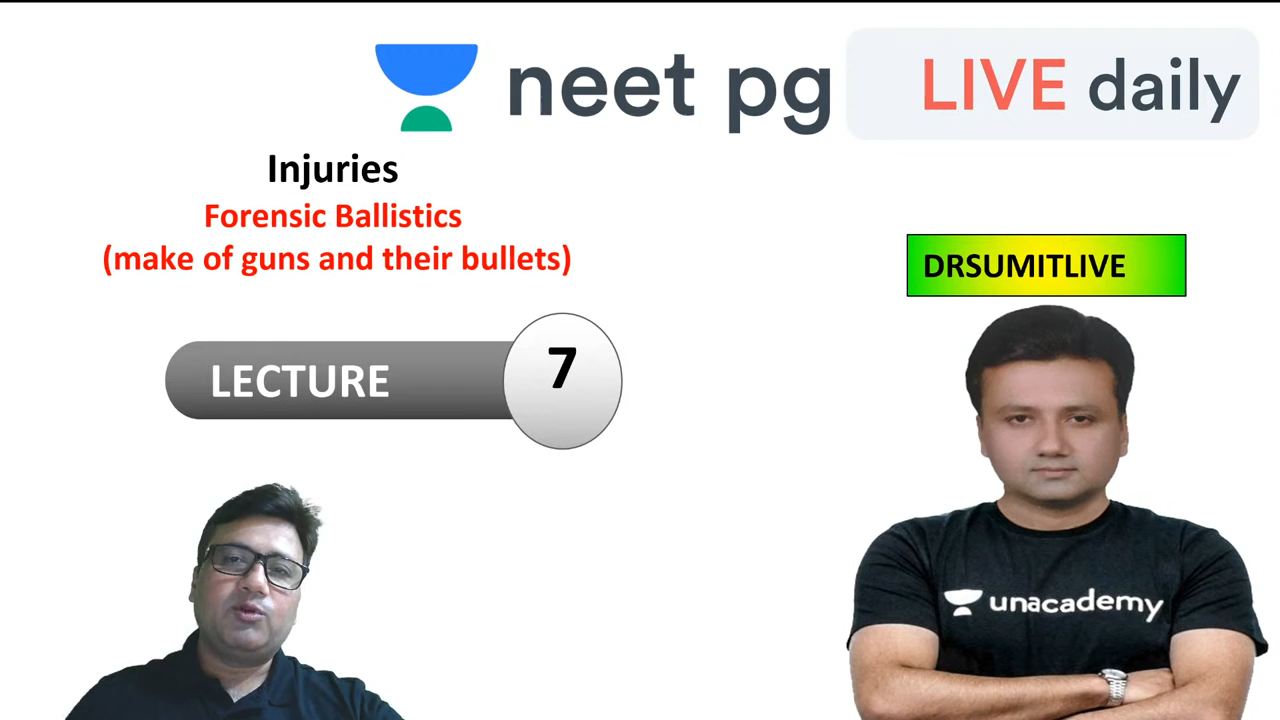 neet pg LIVE daily
Injuries
Forensic Ballistics
(make of guns and their bullets)
DRSUMITLIVE
LECTURE 7
unacademy